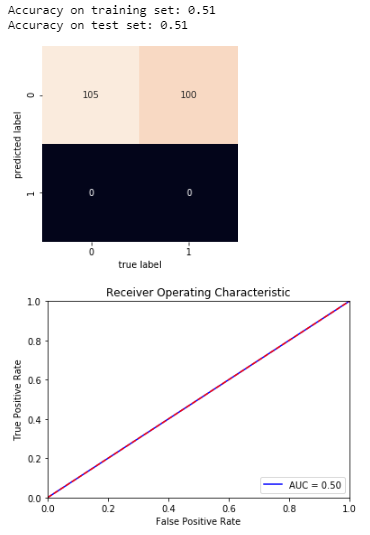 Accuracy on training set: 0.51
Accuracy on test set: 0.51
105 100
0 0
0
1
predicted label
0 1
true label
Receiver Operating Characteristic
1.0
0.8
0.6
0.4
0.2
0.0
True Positive Rate
AUC = 0.50
0.0 0.2 0.4 0.6 0.8 1.0
False Positive Rate